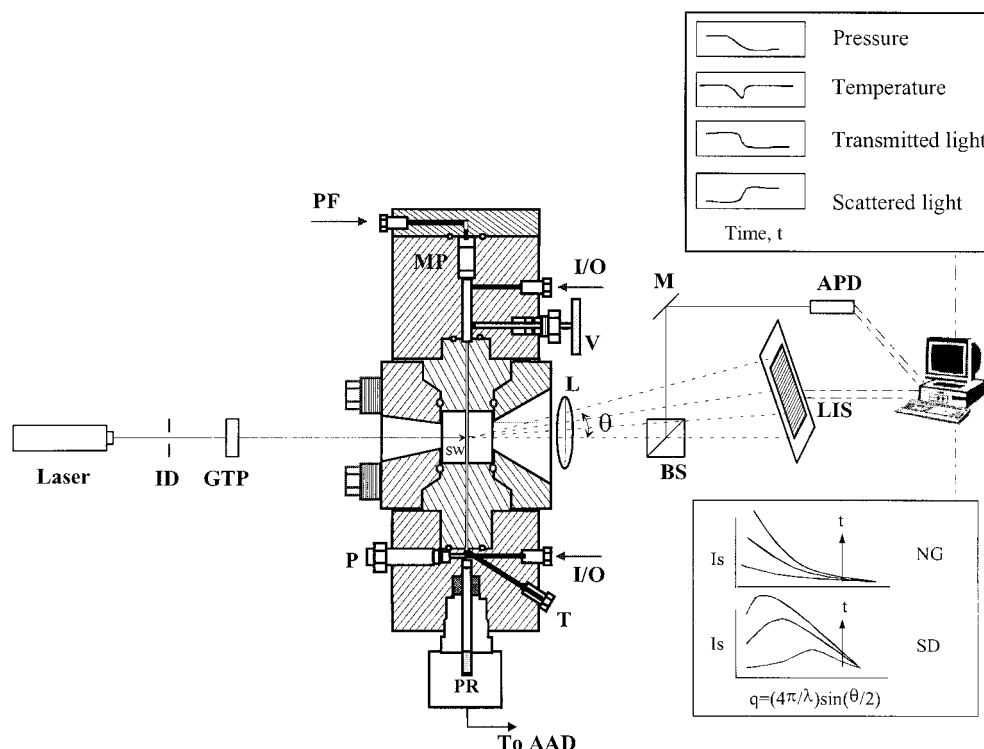 Pressure
Temperature
Transmitted light
Scattered light
Time, t
PF
MP
I/O
M
APD
V
L
θ
LIS
SW
Laser
ID
GTP
BS
P
I/O
T
PR
To AAD
Is
t
NG
Is
t
SD
q=(4π/λ)sin(θ/2)